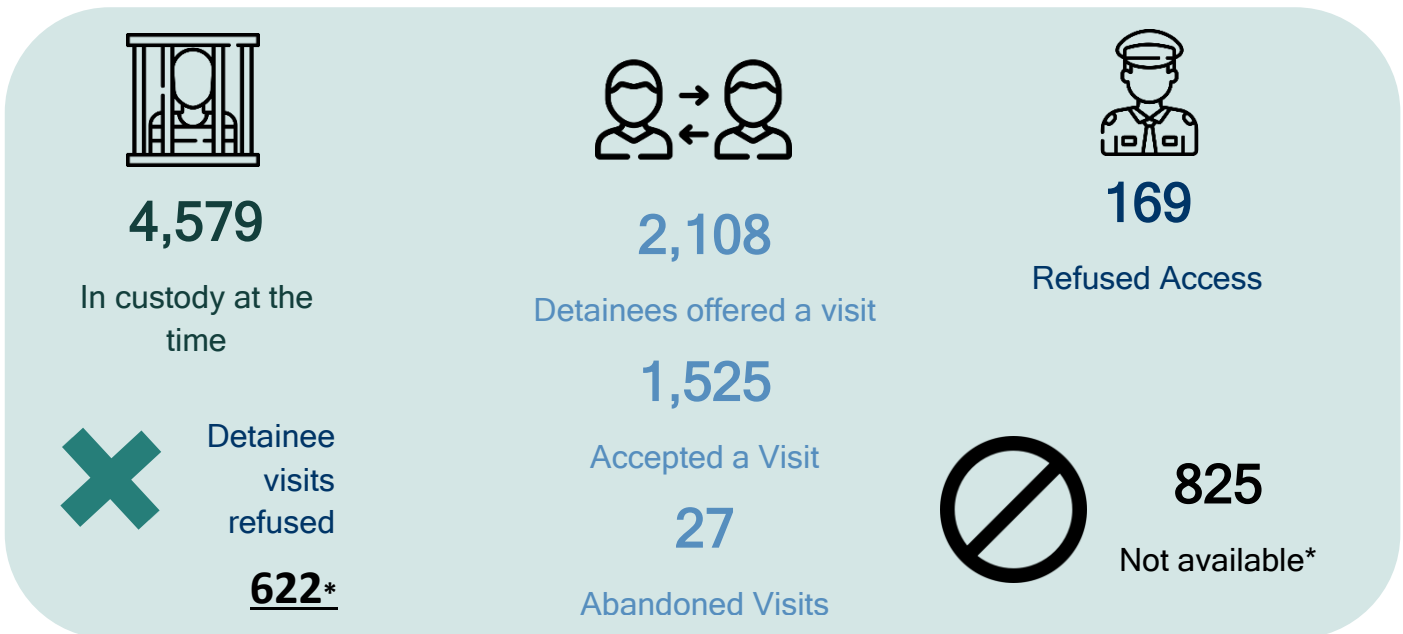 4,579
In custody at the
time
Detainee
visits
refused
622*
2,108
Detainees offered a visit
1,525
Accepted a Visit
27
Abandoned Visits
169
Refused Access
825
Not available*